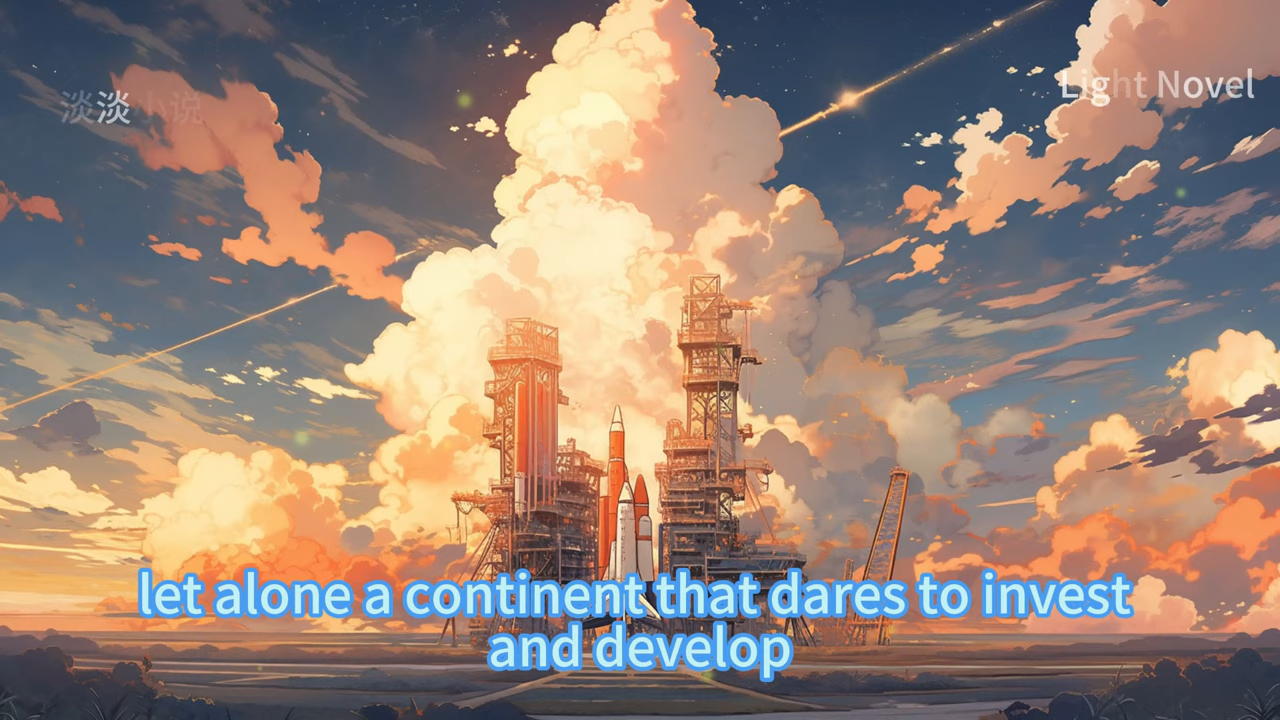 淡淡小说
Light Novel
let alone a continent that dares to invest
and develop